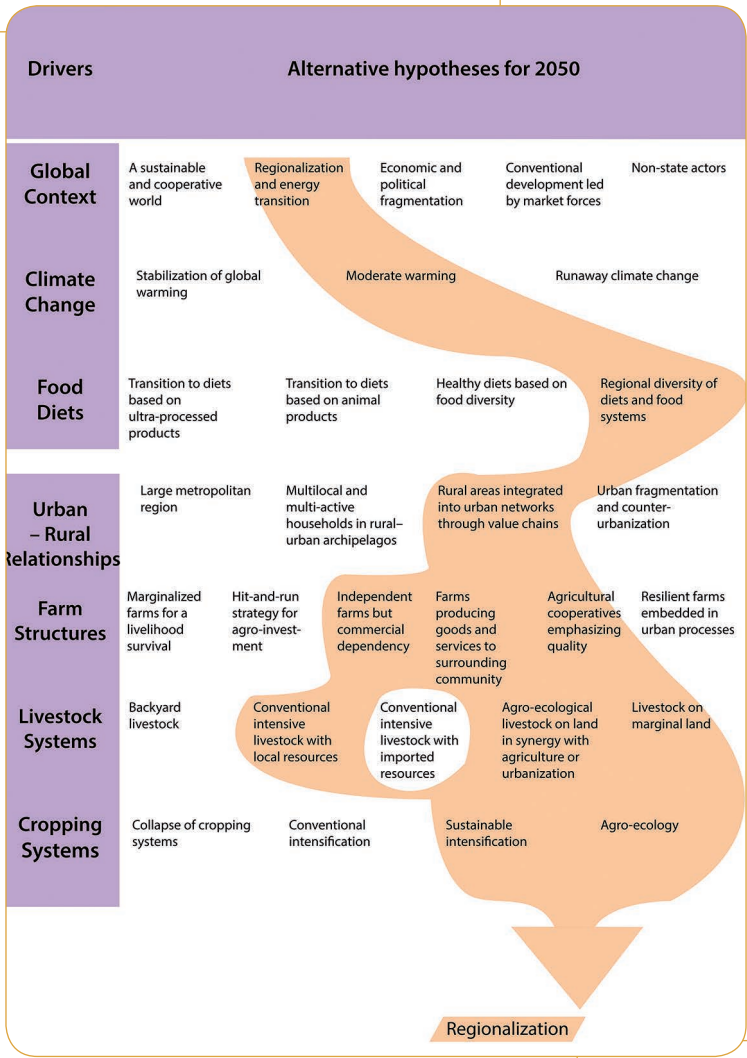 Drivers
Alternative hypotheses for 2050
Global
Context
A sustainable
and cooperative
world
Regionalization
and energy
transition
Economic and
political
fragmentation
Conventional
development led
by market forces
Non-state actors
Climate
Change
Stabilization of global
warming
Moderate warming
Runaway climate change
Food
Diets
Transition to diets
based on
ultra-processed
products
Transition to diets
based on animal
products
Healthy diets based on
food diversity
Regional diversity of
diets and food
systems
Urban
– Rural
Relationships
Large metropolitan
region
Multilocal and
multi-active
households in rural–
urban archipelagos
Rural areas integrated
into urban networks
through value chains
Urban fragmentation
and counter-
urbanization
Farm
Structures
Marginalized
farms for a
livelihood
survival
Hit-and-run
strategy for
agro-invest-
ment
Independent
farms but
commercial
dependency
Farms
producing
goods and
services to
surrounding
community
Agricultural
cooperatives
emphasizing
quality
Resilient farms
embedded in
urban processes
Livestock
Systems
Backyard
livestock
Conventional
intensive
livestock with
local resources
Conventional
intensive
livestock with
imported
resources
Agro-ecological
livestock on land
in synergy with
agriculture or
urbanization
Livestock on
marginal land
Cropping
Systems
Collapse of cropping
systems
Conventional
intensification
Sustainable
intensification
Agro-ecology
Regionalization